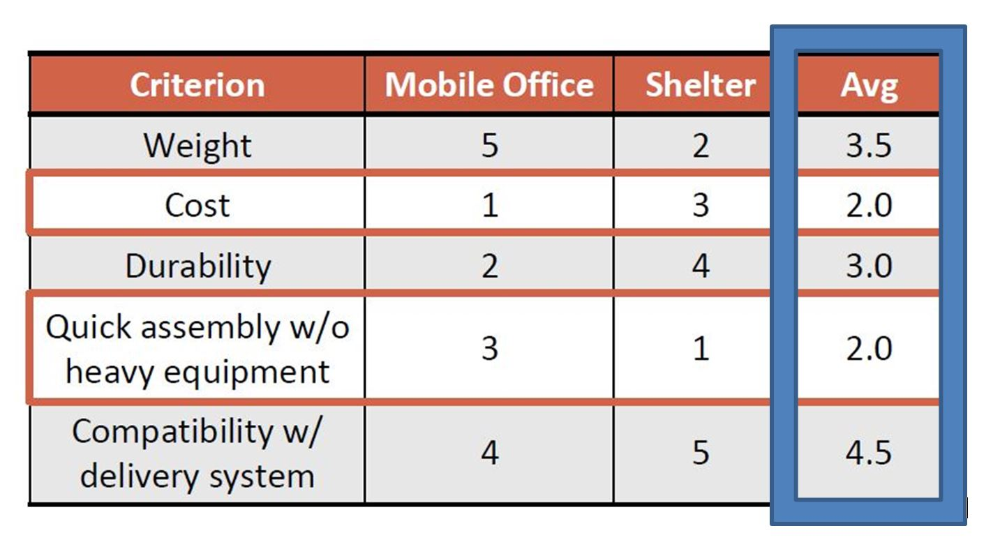 Criterion Mobile Office Shelter Avg
Weight 5 2 3.5
Cost 1 3 2.0
Durability 2 4 3.0
Quick assembly w/o
heavy equipment 3 1 2.0
Compatibility w/
delivery system 4 5 4.5